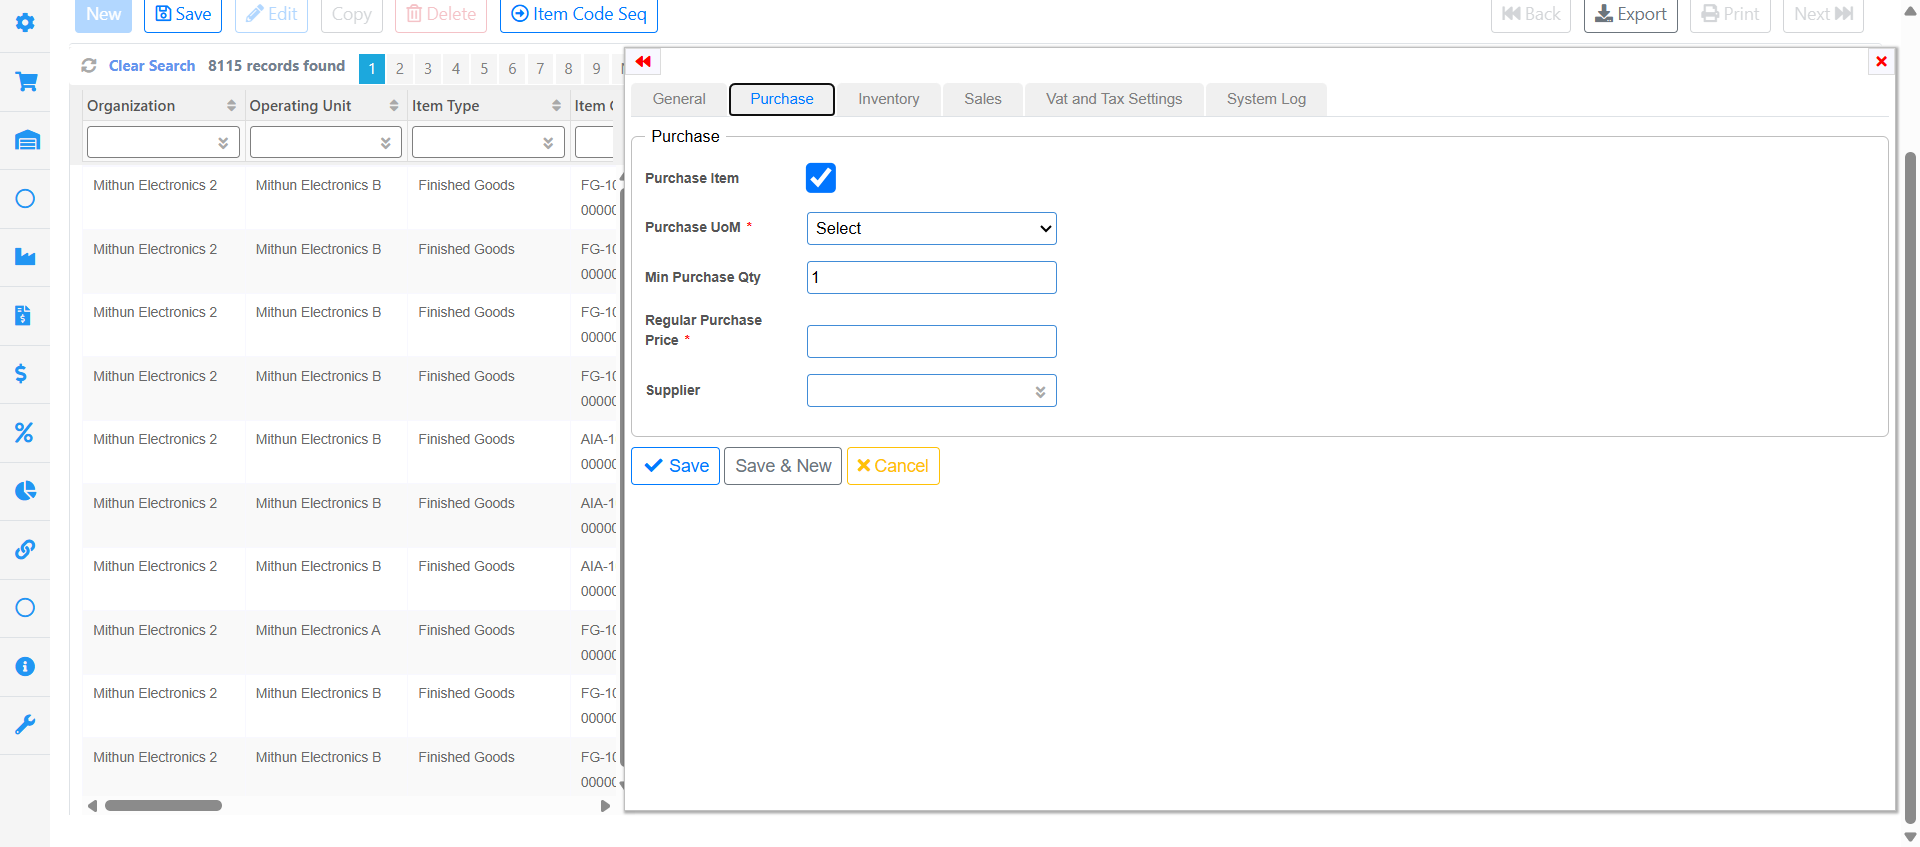 New Save Edit Copy Delete Item Code Seq Back Export Print Next
Clear Search 8115 records found 1 2 3 4 5 6 7 8 9
Organization Operating Unit Item Type Item
Mithun Electronics 2 Mithun Electronics B Finished Goods FG-10
0000
Mithun Electronics 2 Mithun Electronics B Finished Goods FG-10
0000
Mithun Electronics 2 Mithun Electronics B Finished Goods FG-10
0000
Mithun Electronics 2 Mithun Electronics B Finished Goods FG-10
0000
Mithun Electronics 2 Mithun Electronics B Finished Goods AIA-1
0000
Mithun Electronics 2 Mithun Electronics B Finished Goods AIA-1
0000
Mithun Electronics 2 Mithun Electronics B Finished Goods AIA-1
0000
Mithun Electronics 2 Mithun Electronics A Finished Goods FG-10
0000
Mithun Electronics 2 Mithun Electronics B Finished Goods FG-10
0000
Mithun Electronics 2 Mithun Electronics B Finished Goods FG-10
0000
General Purchase Inventory Sales Vat and Tax Settings System Log
Purchase
Purchase Item
Purchase UoM * Select
Min Purchase Qty 1
Regular Purchase
Price *
Supplier
Save Save & New Cancel